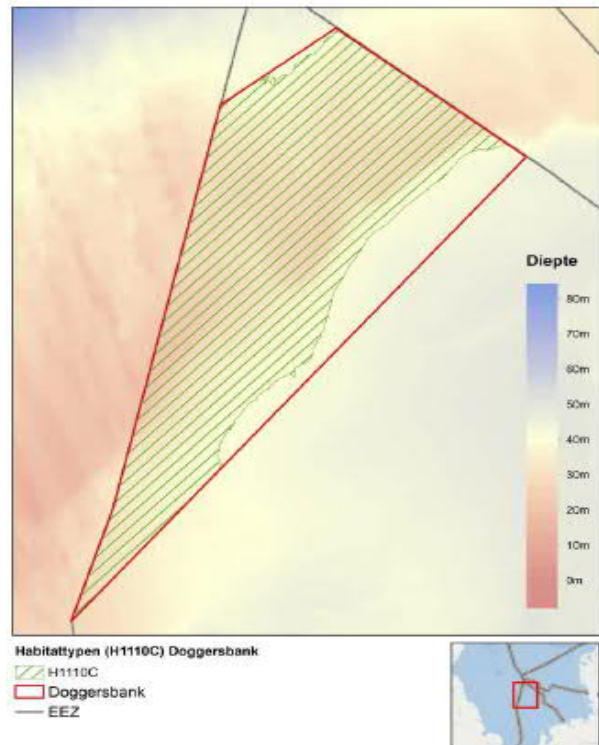 Diepte
80m
70m
60m
50m
40m
30m
20m
10m
0m
Habitattypen (H1110C) Doggersbank
H1110C
Doggersbank
EEZ